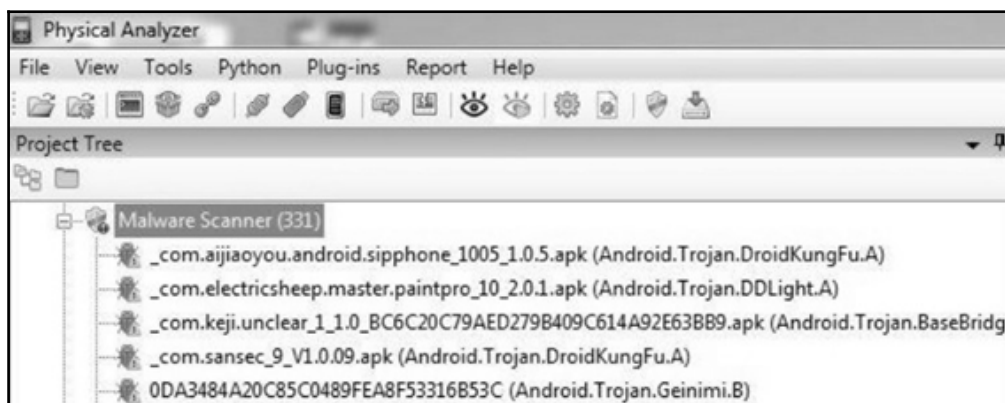 Physical Analyzer
File View Tools Python Plug-ins Report Help
Project Tree
Malware Scanner (331)
_com.aijiaoyou.android.sipphone_1005_1.0.5.apk (Android.Trojan.DroidKungFu.A)
_com.electricsheep.master.paintpro_10_2.0.1.apk (Android.Trojan.DDLight.A)
_com.keji.unclear_1_1.0_BC6C20C79AED279B409C614A92E63BB9.apk (Android.Trojan.BaseBridg
_com.sansec_9_V1.0.09.apk (Android.Trojan.DroidKungFu.A)
0DA3484A20C85C0489FEA8F53316B53C (Android.Trojan.Geinimi.B)